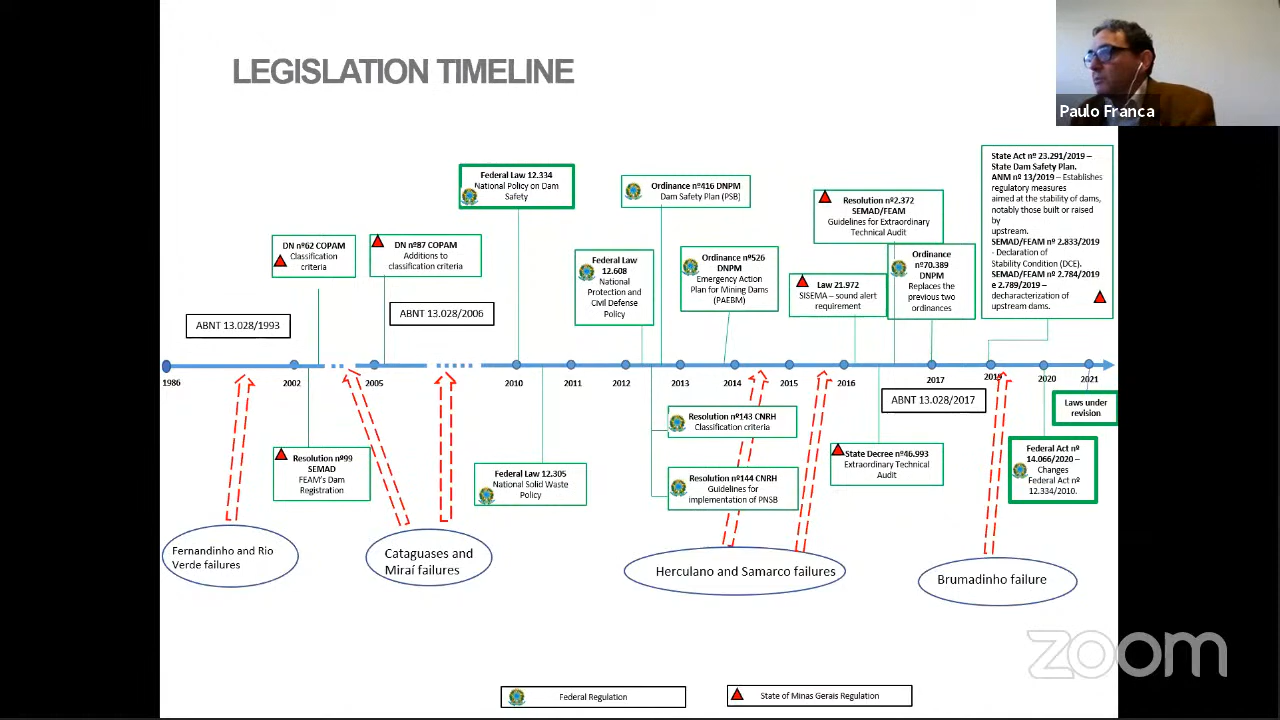 LEGISLATION TIMELINE
Paulo Franca
Federal Law 12.334
National Policy on Dam
Safety
Ordinance nº416 DNPM
Dam Safety Plan (PSB)
Resolution nº2.372
SEMAD/FEAM
Guidelines for Extraordinary
Technical Audit
State Act nº 23.291/2019 –
State Dam Safety Plan.
ANM nº 13/2019 – Establishes
regulatory measures
aimed at the stability of dams,
notably those built or raised
by
upstream.
SEMAD/FEAM nº 2.833/2019
- Declaration of
Stability Condition (DCE).
SEMAD/FEAM nº 2.784/2019
e 2.789/2019 –
decharacterization of
upstream dams.
DN nº62 COPAM
Classification
criteria
DN nº87 COPAM
Additions to
classification criteria
Federal Law
12.608
National
Protection and
Civil Defense
Policy
Ordinance nº526
DNPM
Emergency Action
Plan for Mining Dams
(PAEBM)
Law 21.972
SISEMA – sound alert
requirement
Ordinance
nº70.389
DNPM
Replaces the
previous two
ordinances
ABNT 13.028/1993
ABNT 13.028/2006
1986
2002
2005
2010
2011
2012
2013
2014
2015
2016
2017
2019
2020
2021
ABNT 13.028/2017
Laws under
revision
Resolution nº99
SEMAD
FEAM's Dam
Registration
Federal Law 12.305
National Solid Waste
Policy
Resolution nº143 CNRH
Classification criteria
Resolution nº144 CNRH
Guidelines for
implementation of PNSB
State Decree nº46.993
Extraordinary Technical
Audit
Federal Act nº
14.066/2020 –
Changes
Federal Act nº
12.334/2010.
Fernandinho and Rio
Verde failures
Cataguases and
Miraí failures
Herculano and Samarco failures
Brumadinho failure
zoom
Federal Regulation
State of Minas Gerais Regulation